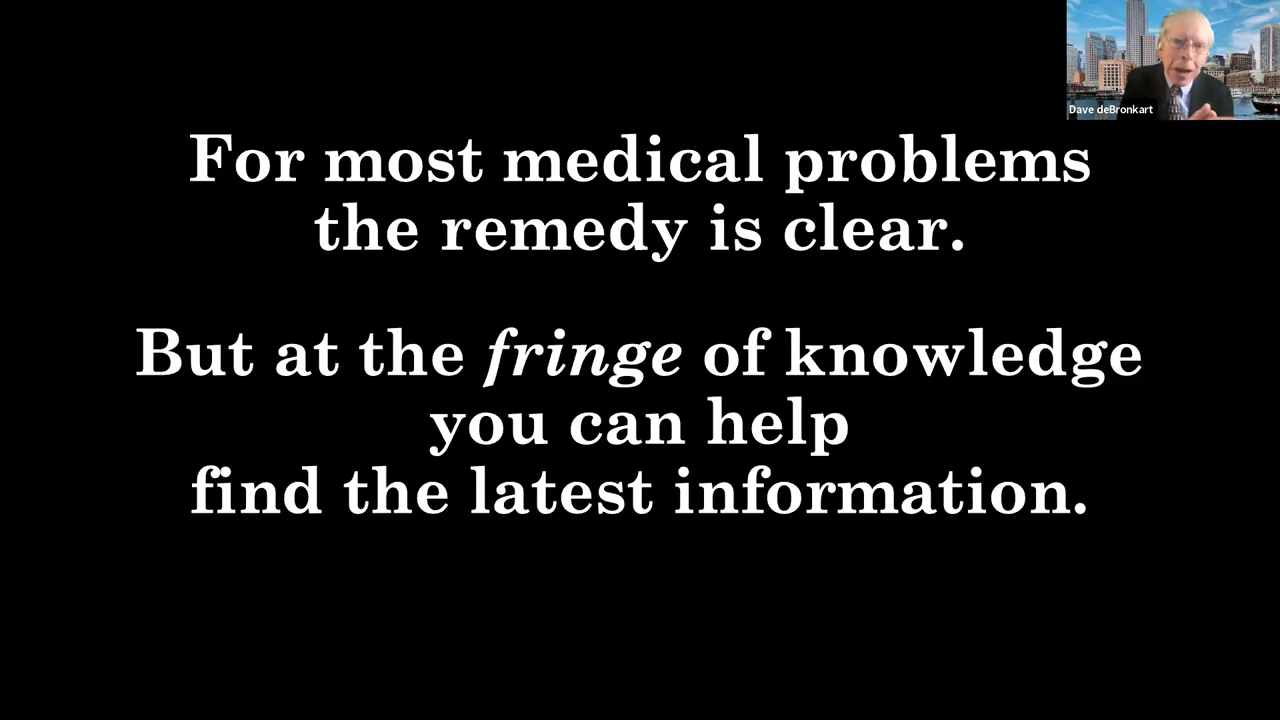 Dave deBronkart
For most medical problems
the remedy is clear.
But at the fringe of knowledge
you can help
find the latest information.